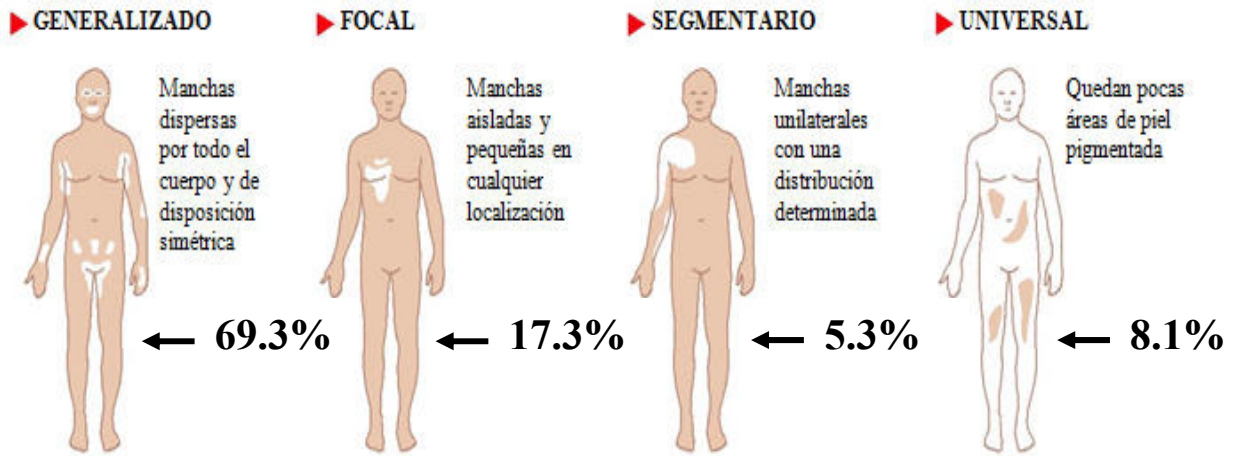 GENERALIZADO
Manchas
dispersas
por todo el
cuerpo y de
disposición
simétrica
69.3%
FOCAL
Manchas
aisladas y
pequeñas en
cualquier
localización
17.3%
SEGMENTARIO
Manchas
unilaterales
con una
distribución
determinada
5.3%
UNIVERSAL
Quedan pocas
áreas de piel
pigmentada
8.1%